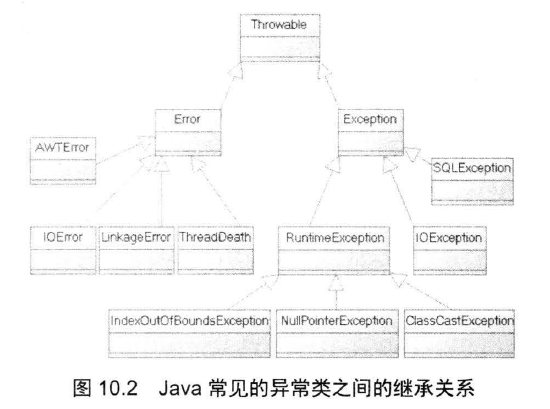 Throwable
Error
Exception
AWTError
SQLException
IOError
LinkageError
ThreadDeath
RuntimeException
IOException
IndexOutOfBoundsException
NullPointerException
ClassCastException
图 10.2 Java 常见的异常类之间的继承关系